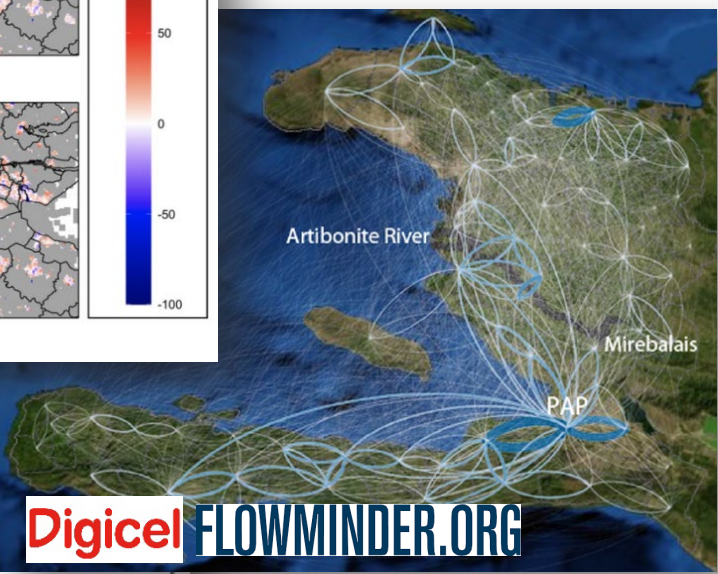 50
0
-50
-100
Artibonite River
Mirebalais
PAP
Digicel
FLOWMINDER.ORG